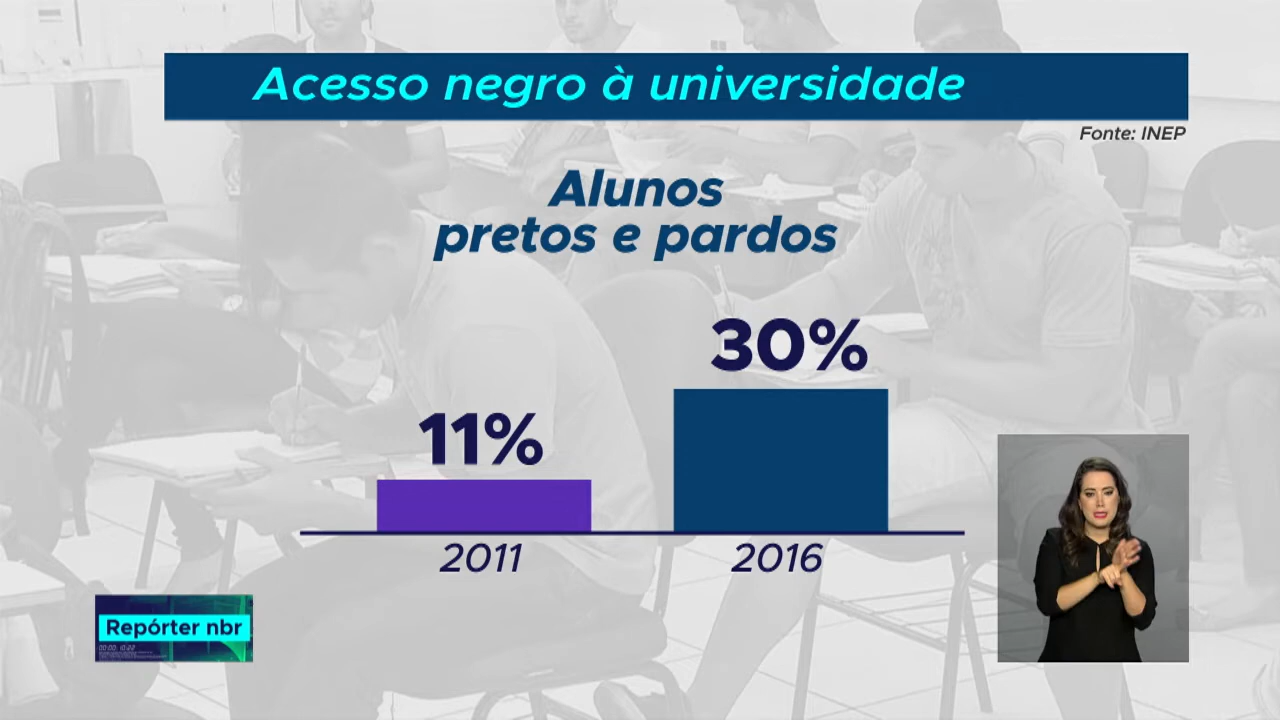 Acesso negro à universidade
Fonte: INEP
Alunos
pretos e pardos
30%
11%
2011
2016
Repórter nbr